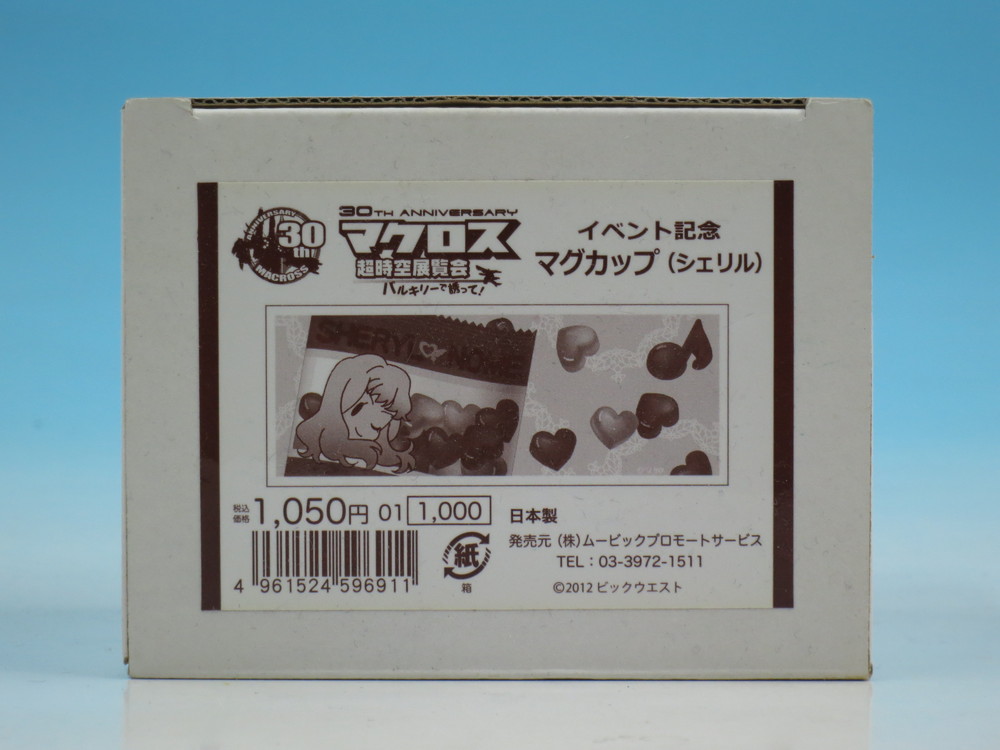 ANNIVERSARY
30
th
MACROSS
30TH ANNIVERSARY
マクロス
超時空展覧会
バルキリーで誘って!
イベント記念
マグカップ(シェリル)
SHERYL NOME
税込
価格 1,050円 01 1,000
4 961524 596911
紙
箱
日本製
発売元 (株)ムービックプロモートサービス
TEL:03-3972-1511
©2012 ビックウエスト